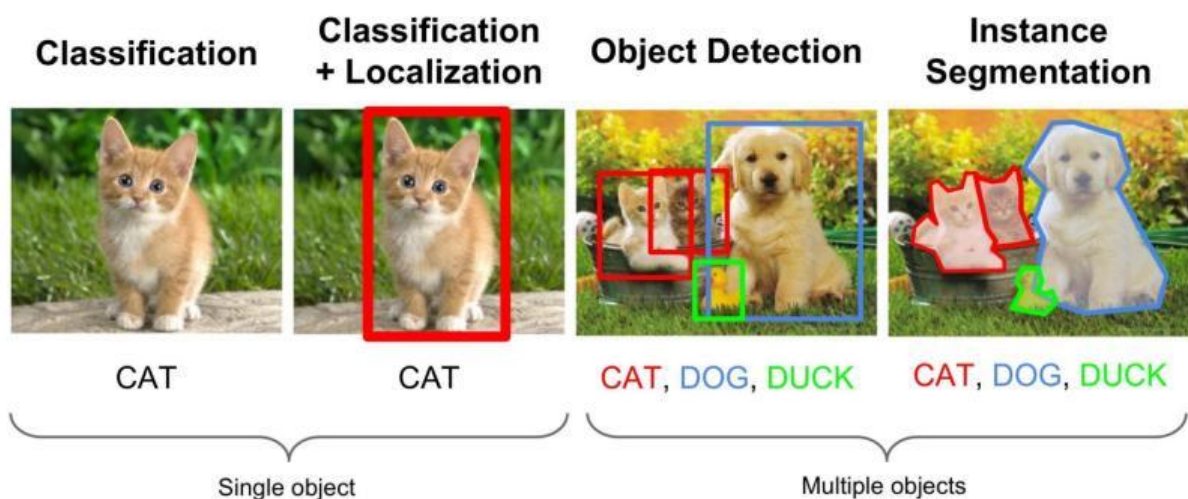 Classification
Classification
+ Localization
Object Detection
Instance
Segmentation
CAT
CAT
CAT, DOG, DUCK
CAT, DOG, DUCK
Single object
Multiple objects